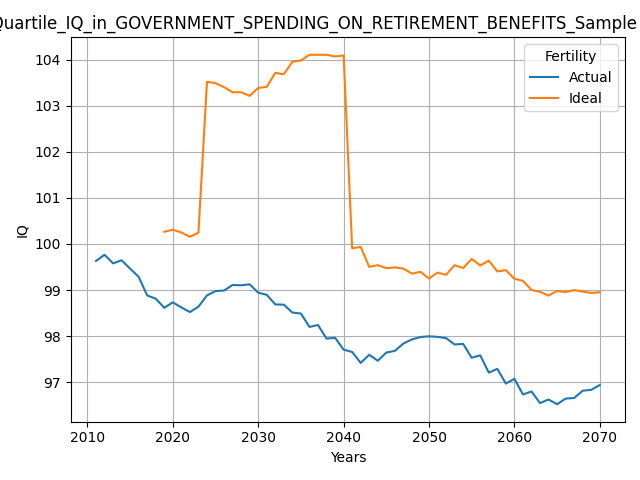 Quartile_IQ_in_GOVERNMENT_SPENDING_ON_RETIREMENT_BENEFITS_Sample
Fertility
Actual
Ideal
104
103
102
101
100
99
98
97
IQ
2010 2020 2030 2040 2050 2060 2070
Years